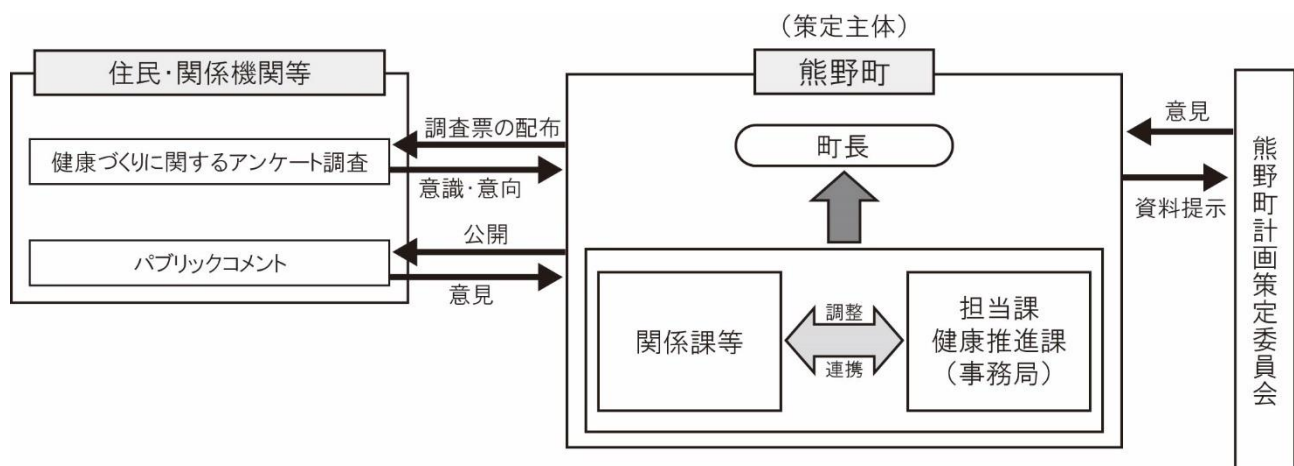 住民・関係機関等
健康づくりに関するアンケート調査
パブリックコメント
調査票の配布
意識・意向
公開
意見
（策定主体）
熊野町
町長
関係課等
調整
連携
担当課
健康推進課
（事務局）
意見
資料提示
熊野町計画策定委員会